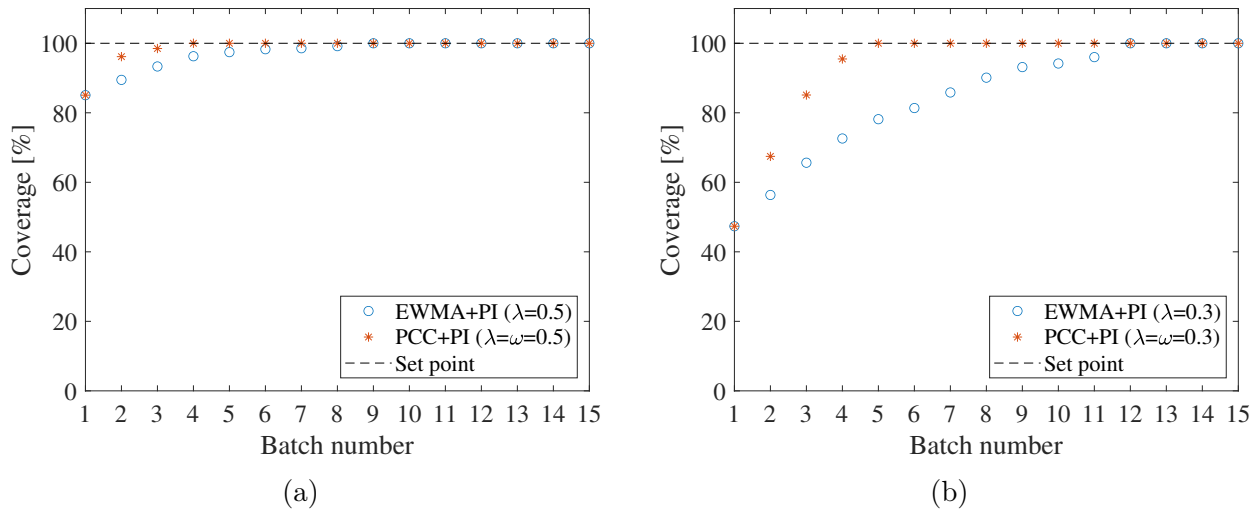 1 2 3 4 5 6 7 8 9 10 11 12 13 14 15
0
20
40
60
80
100
Coverage [%]
EWMA+PI (λ=0.5)
PCC+PI (λ=ω=0.5)
Set point
Batch number
(a)
1 2 3 4 5 6 7 8 9 10 11 12 13 14 15
0
20
40
60
80
100
Coverage [%]
EWMA+PI (λ=0.3)
PCC+PI (λ=ω=0.3)
Set point
Batch number
(b)